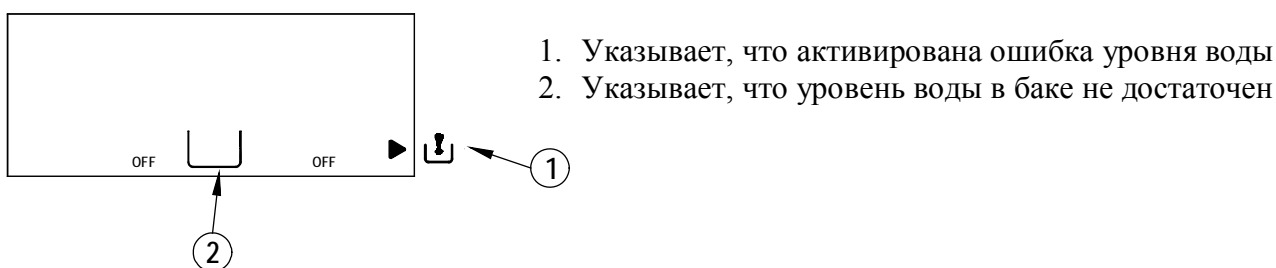 1. Указывает, что активирована ошибка уровня воды
2. Указывает, что уровень воды в баке не достаточен
OFF OFF
1
2